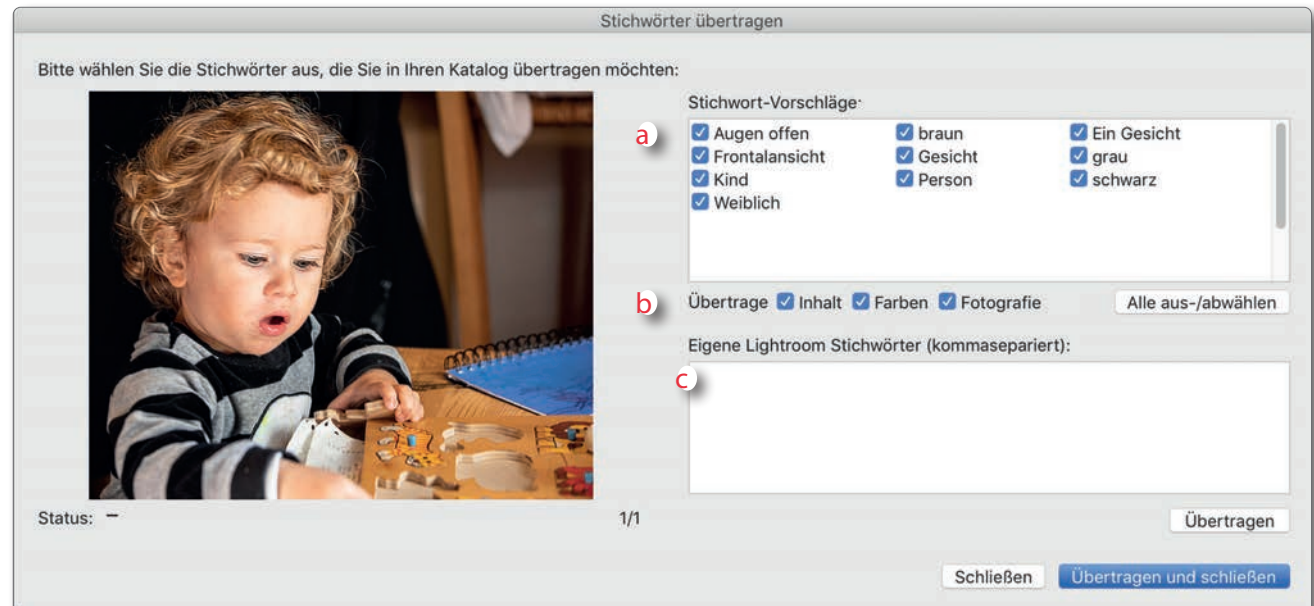 Stichwörter übertragen
Bitte wählen Sie die Stichwörter aus, die Sie in Ihren Katalog übertragen möchten:
Stichwort-Vorschläge
a
Augen offen braun Ein Gesicht
Frontalansicht Gesicht grau
Kind Person schwarz
Weiblich
b
Übertrage Inhalt Farben Fotografie Alle aus-/abwählen
Eigene Lightroom Stichwörter (kommasepariert):
c
Status: – 1/1 Übertragen
Schließen Übertragen und schließen